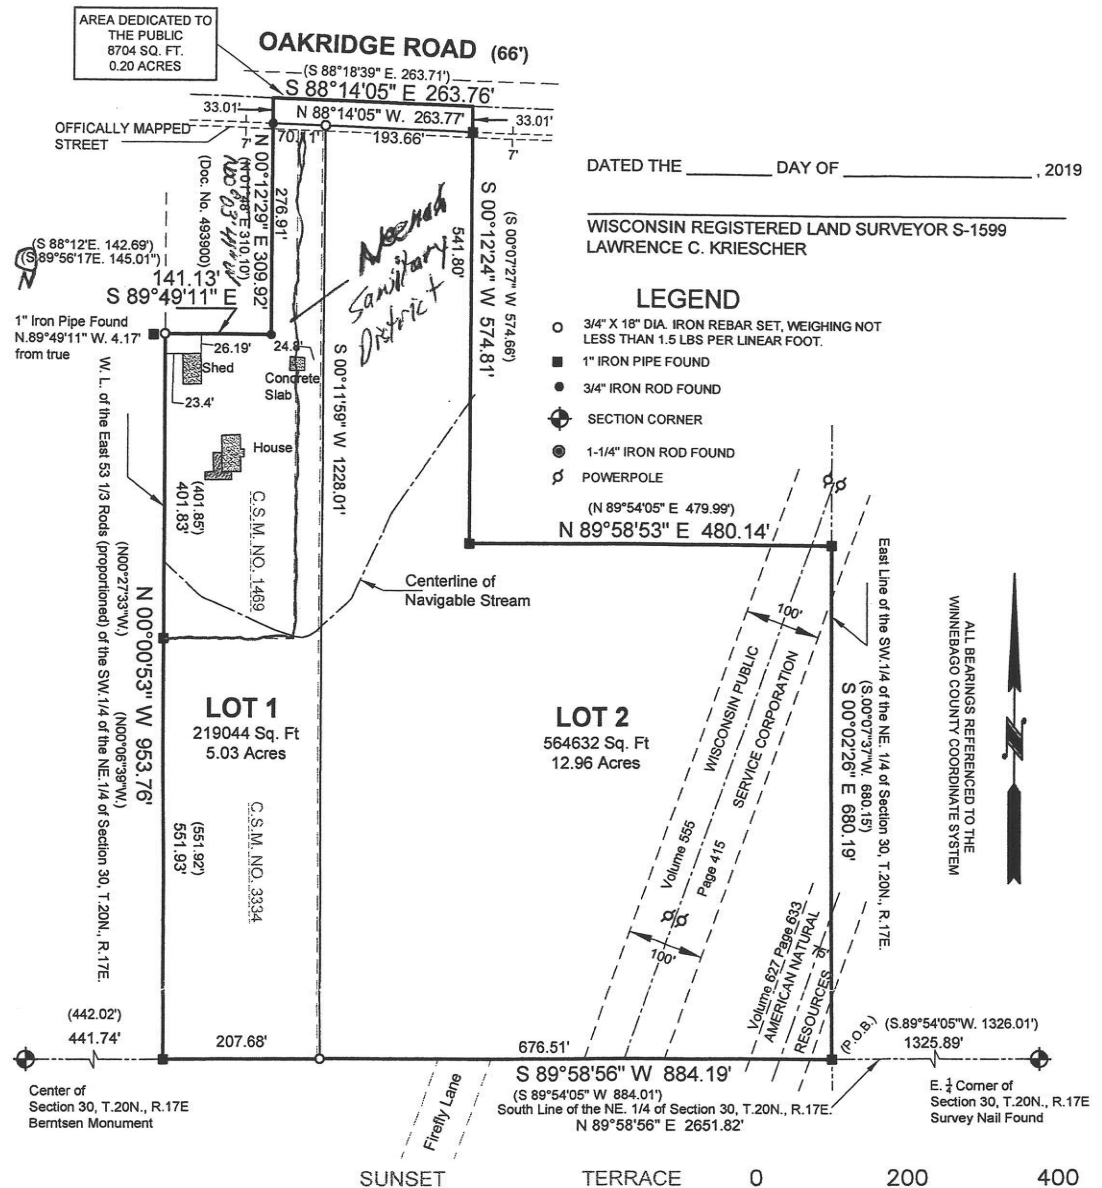 AREA DEDICATED TO
THE PUBLIC
8704 SQ. FT.
0.20 ACRES
OAKRIDGE ROAD (66')
(S 88°18'39" E. 263.71')
S 88°14'05" E 263.76'
33.01'
N 88°14'05" W. 263.77'
33.01'
OFFICALLY MAPPED
STREET
7'
70.11'
193.66'
7'
DATED THE DAY OF , 2019
WISCONSIN REGISTERED LAND SURVEYOR S-1599
LAWRENCE C. KRIESCHER
N 00°12'29" E 309.92'
276.91'
(N 01°48' E 310.10')
(Doc. No. 493900)
Neenah
Sanitary
District
541.80'
S 00°12'24" W 574.81'
(S 00°07'27" W 574.66')
(S 88°12'E. 142.69')
(S 89°56'17E. 145.01")
N
141.13'
S 89°49'11" E
1" Iron Pipe Found
N.89°49'11" W. 4.17'
from true
26.19'
Shed
23.4'
24.8'
Concrete
Slab
House
LEGEND
3/4" X 18" DIA. IRON REBAR SET, WEIGHING NOT
LESS THAN 1.5 LBS PER LINEAR FOOT.
1" IRON PIPE FOUND
3/4" IRON ROD FOUND
SECTION CORNER
1-1/4" IRON ROD FOUND
POWERPOLE
(N 89°54'05" E 479.99')
N 89°58'53" E 480.14'
S 00°11'59" W 1228.01'
W. L. of the East 53 1/3 Rods (proportioned) of the SW.1/4 of the NE.1/4 of Section 30, T.20N., R.17E.
(401.85')
401.83'
(N00°27'33"W.)
N 00°00'53" W 953.76'
(N00°06'39"W.)
(551.92')
551.93'
C.S.M. NO. 1469
C.S.M. NO. 3334
Centerline of
Navigable Stream
LOT 1
219044 Sq. Ft
5.03 Acres
LOT 2
564632 Sq. Ft
12.96 Acres
100'
WISCONSIN PUBLIC
SERVICE CORPORATION
Volume 555
Page 415
100'
Volume 627 Page 633
AMERICAN NATURAL
RESOURCES
East Line of the SW.1/4 of the NE. 1/4 of Section 30, T.20N., R.17E.
(S.00°07'37"W. 680.15')
S 00°02'26" E 680.19'
ALL BEARINGS REFERENCED TO THE
WINNEBAGO COUNTY COORDINATE SYSTEM
N
(442.02')
441.74'
207.68'
676.51'
(P.O.B.)
(S.89°54'05"W. 1326.01')
1325.89'
S 89°58'56" W 884.19'
(S 89°54'05" W 884.01')
South Line of the NE. 1/4 of Section 30, T.20N., R.17E.
N 89°58'56" E 2651.82'
Center of
Section 30, T.20N., R.17E
Berntsen Monument
E. 1/4 Corner of
Section 30, T.20N., R.17E
Survey Nail Found
Firefly Lane
SUNSET TERRACE 0 200 400